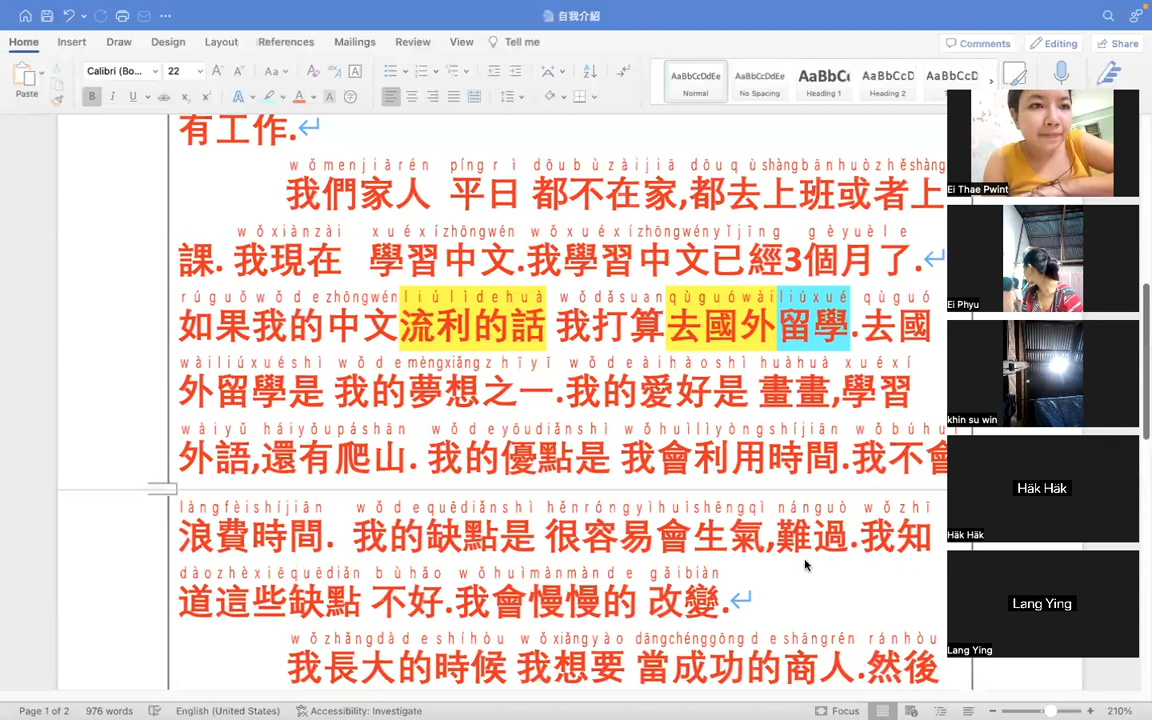 自我介紹
Home Insert Draw Design Layout References Mailings Review View Tell me Comments Editing Share
Calibri (Bo... 22 AaBbCcDdEe AaBbCcDdEe AaBbCc AaBbCcD AaBbCcD
Paste Normal No Spacing Heading 1 Heading 2
有工作.
wǒmenjiārén píngrì dōubùzàijiā dōuqùshàngbānhuòzhěshàng
我們家人 平日 都不在家,都去上班或者上
wǒxiànzài xuéxízhōngwén wǒxuéxízhōngwényǐjīng gèyuèle
課. 我現在 學習中文.我學習中文已經3個月了.
rúguǒwǒdezhōngwénliúlìdehuà wǒdǎsuanqùguówàiliúxué qùguó
如果我的中文流利的話 我打算去國外留學.去國
wàiliúxuéshì wǒdemèngxiǎngzhīyī wǒdeàihàoshì huàhuà xuéxí
外留學是 我的夢想之一.我的愛好是 畫畫,學習
wàiyǔ háiyǒupáshān wǒdeyōudiǎnshì wǒhuìlìyòngshíjiān wǒbúhu
外語,還有爬山. 我的優點是 我會利用時間.我不會
làngfèishíjiān wǒdequēdiǎnshì hěnróngyìhuìshēngqì nánguò wǒzhī
浪費時間. 我的缺點是 很容易會生氣,難過.我知
dàozhèxiēquēdiǎn bùhǎo wǒhuìmànmànde gǎibiàn
道這些缺點 不好.我會慢慢的 改變.
wǒzhǎngdàdeshíhòu wǒxiǎngyào dāngchénggōngdeshāngrén ránhòu
我長大的時候 我想要 當成功的商人.然後
Ei Thae Pwint
Ei Phyu
khin su win
Häk Häk
Häk Häk
Lang Ying
Lang Ying
Page 1 of 2 976 words English (United States) Accessibility: Investigate Focus 210%